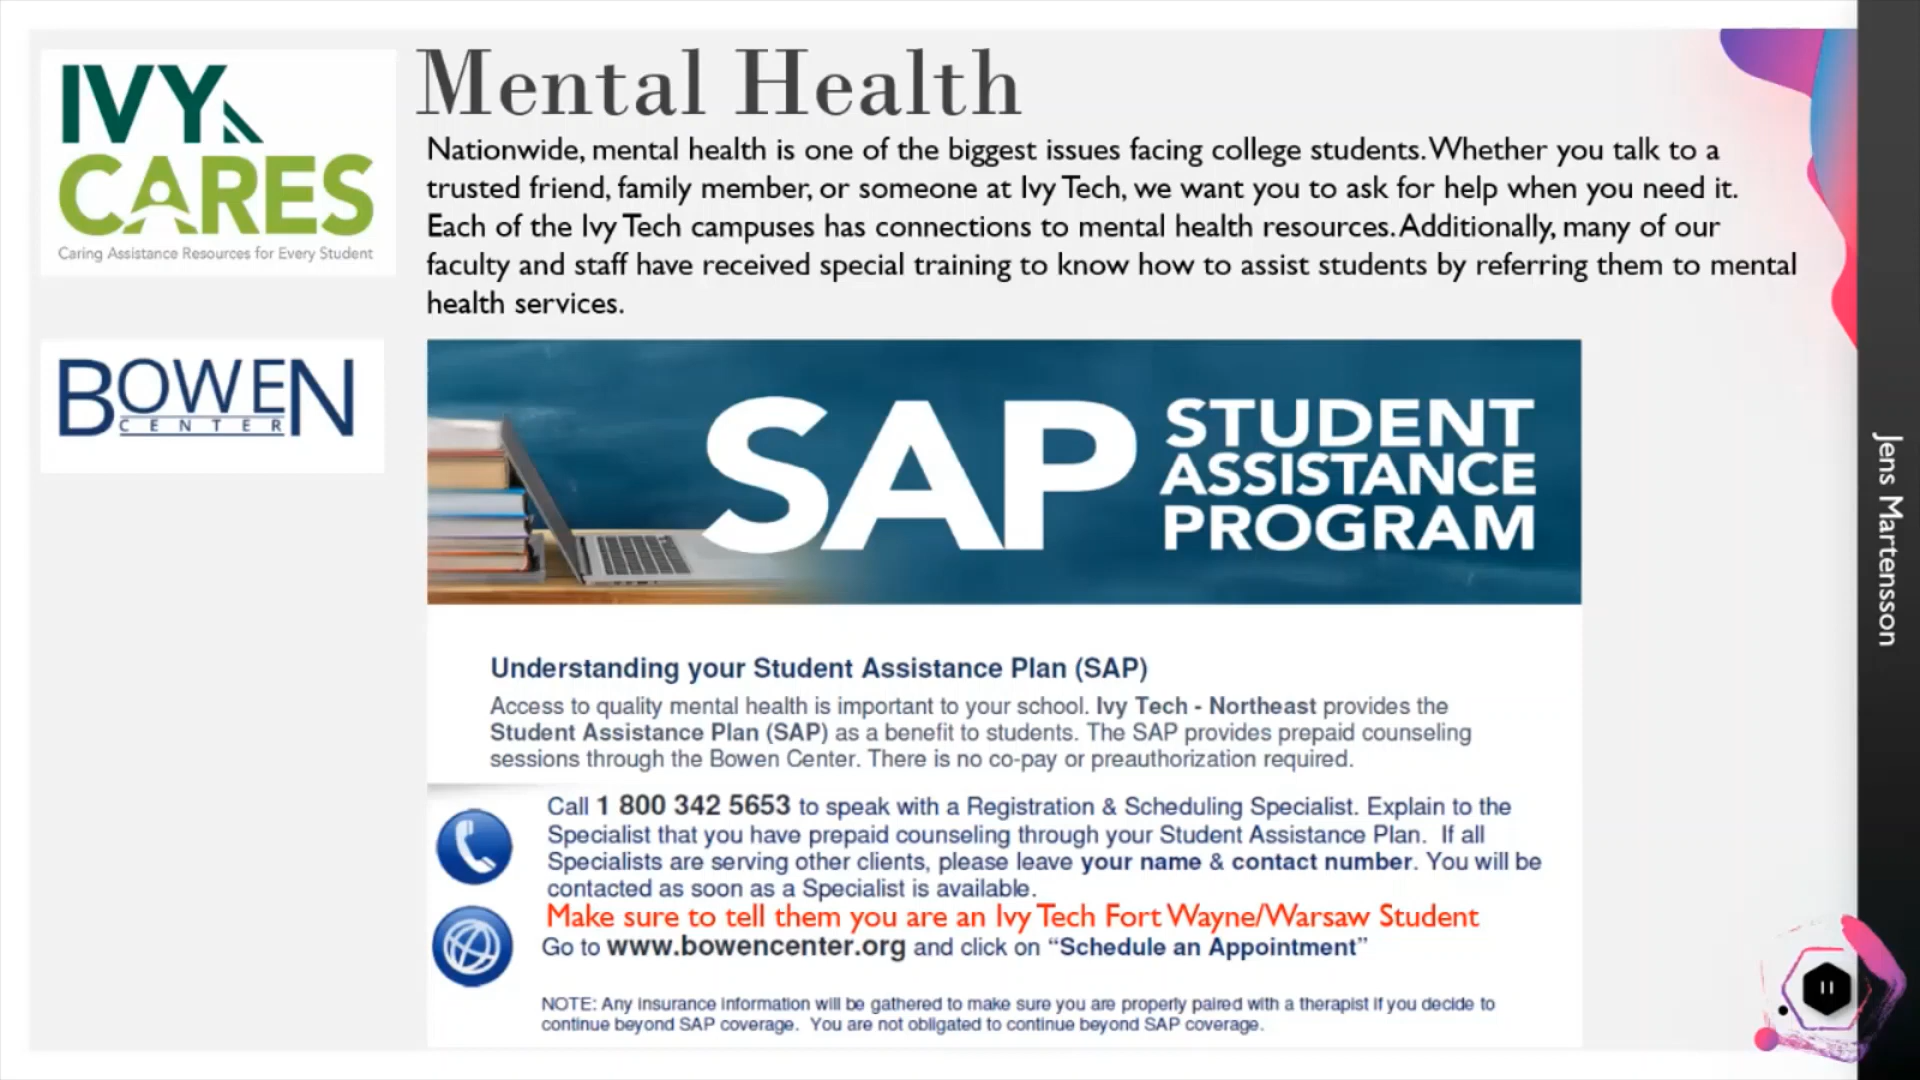 IVY
CARES
Caring Assistance Resources for Every Student
BOWEN
CENTER
Mental Health
Nationwide, mental health is one of the biggest issues facing college students. Whether you talk to a
trusted friend, family member, or someone at Ivy Tech, we want you to ask for help when you need it.
Each of the Ivy Tech campuses has connections to mental health resources. Additionally, many of our
faculty and staff have received special training to know how to assist students by referring them to mental
health services.
SAP
STUDENT
ASSISTANCE
PROGRAM
Understanding your Student Assistance Plan (SAP)
Access to quality mental health is important to your school. Ivy Tech - Northeast provides the
Student Assistance Plan (SAP) as a benefit to students. The SAP provides prepaid counseling
sessions through the Bowen Center. There is no co-pay or preauthorization required.
Call 1 800 342 5653 to speak with a Registration & Scheduling Specialist. Explain to the
Specialist that you have prepaid counseling through your Student Assistance Plan. If all
Specialists are serving other clients, please leave your name & contact number. You will be
contacted as soon as a Specialist is available.
Make sure to tell them you are an Ivy Tech Fort Wayne/Warsaw Student
Go to www.bowencenter.org and click on “Schedule an Appointment”
NOTE: Any insurance information will be gathered to make sure you are properly paired with a therapist if you decide to
continue beyond SAP coverage. You are not obligated to continue beyond SAP coverage.
Jens Martensson
11